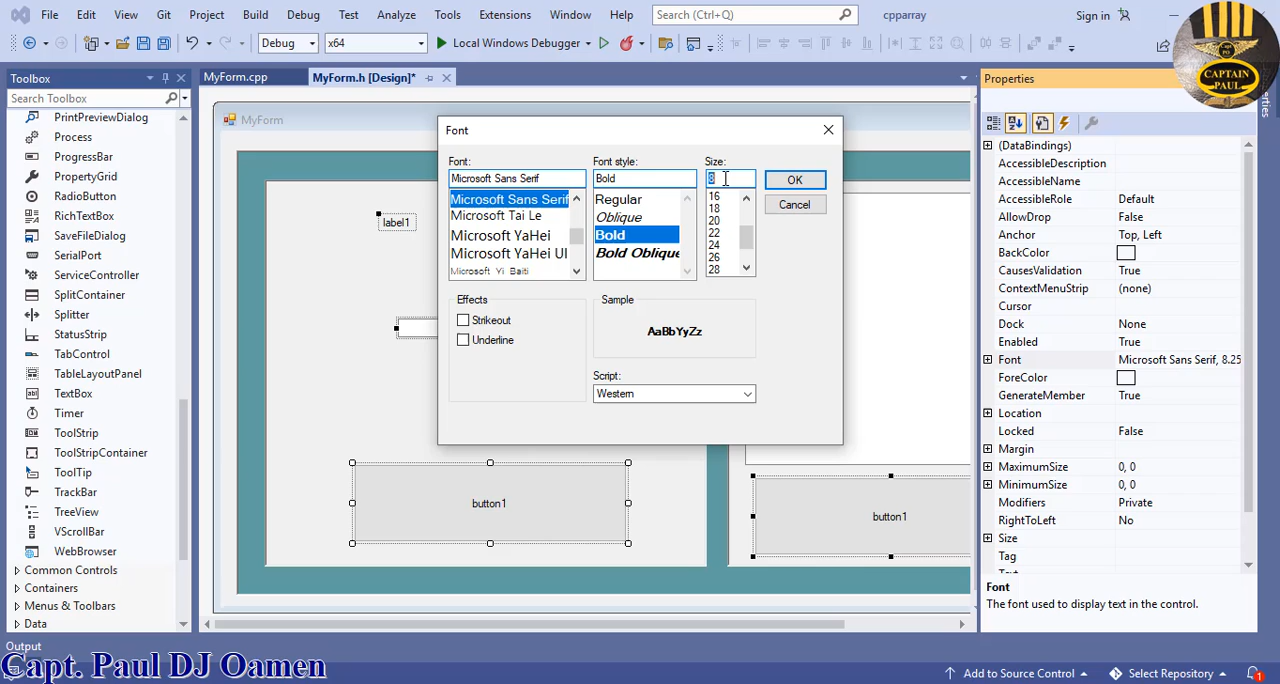 File Edit View Git Project Build Debug Test Analyze Tools Extensions Window Help Search (Ctrl+Q) cpparray Sign in
Debug x64 Local Windows Debugger
CAPTAIN
PAUL
Toolbox
Search Toolbox
PrintPreviewDialog
Process
ProgressBar
PropertyGrid
RadioButton
RichTextBox
SaveFileDialog
SerialPort
ServiceController
SplitContainer
Splitter
StatusStrip
TabControl
TableLayoutPanel
TextBox
Timer
ToolStrip
ToolStripContainer
ToolTip
TrackBar
TreeView
VScrollBar
WebBrowser
Common Controls
Containers
Menus & Toolbars
Data
MyForm.cpp MyForm.h [Design]*
MyForm
label1
button1
button1
Font
Font: Font style: Size:
Microsoft Sans Serif Bold 8 OK
Microsoft Sans Serif Regular 16
Microsoft Tai Le Oblique 18 Cancel
Microsoft YaHei Bold 20
Microsoft YaHei UI Bold Oblique 22
Microsoft Yi Baiti 24
26
28
Effects
Strikeout
Underline
Sample
AaBbYyZz
Script:
Western
Properties
Properties
(DataBindings)
AccessibleDescription
AccessibleName
AccessibleRole Default
AllowDrop False
Anchor Top, Left
BackColor
CausesValidation True
ContextMenuStrip (none)
Cursor
Dock None
Enabled True
Font Microsoft Sans Serif, 8.25
ForeColor
GenerateMember True
Location
Locked False
Margin
MaximumSize 0, 0
MinimumSize 0, 0
Modifiers Private
RightToLeft No
Size
Tag
Text
Font
The font used to display text in the control.
Output
Capt. Paul DJ Oamen
Add to Source Control Select Repository 1